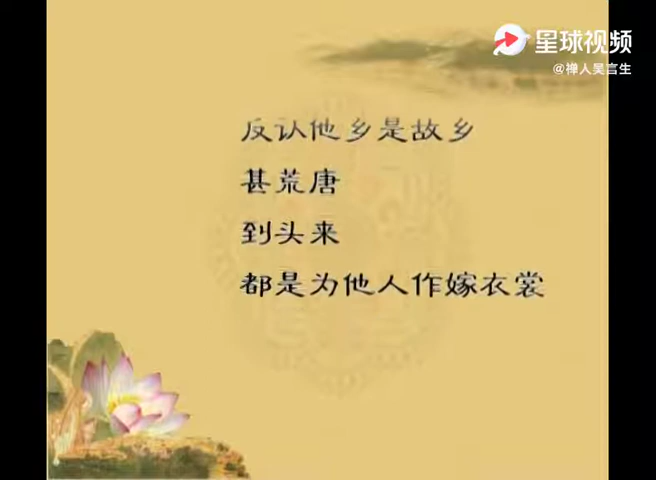 星球视频
@禅人吴言生
反认他乡是故乡
甚荒唐
到头来
都是为他人作嫁衣裳